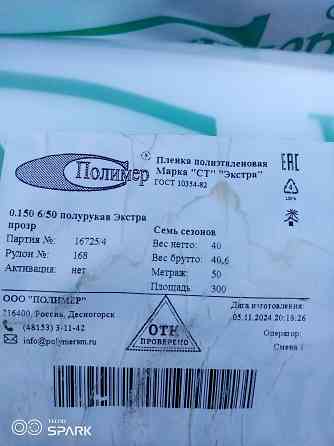 Полимер
Пленка полиэтиленовая
Марка "СТ" "Экстра"
ГОСТ 10354-82
EAC
4
LDPE
0.150 6/50 полурукав Экстра
прозр
Партия №: 16725/4
Рулон №: 168
Активация: нет
Семь сезонов
Вес нетто: 40
Вес брутто: 40,6
Метраж: 50
Площадь 300
ООО "ПОЛИМЕР"
216400, Россия, Десногорск
(48153) 3-11-42
info@polymersm.ru
ОТК
ПРОВЕРЕНО
Дата изготовления:
05.11.2024 20:18:26
Оператор:
Смена 1
TECNO
SPARK